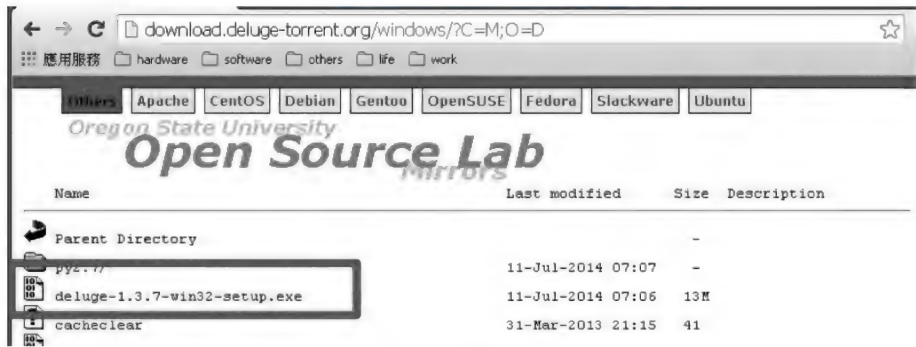 download.deluge-torrent.org/windows/?C=M;O=D
應用服務 hardware software others life work
Others Apache CentOS Debian Gentoo OpenSUSE Fedora Slackware Ubuntu
Oregon State University
Open Source Lab
Mirrors
Name Last modified Size Description
Parent Directory -
py2.7/ 11-Jul-2014 07:07 -
deluge-1.3.7-win32-setup.exe 11-Jul-2014 07:06 13M
cacheclear 31-Mar-2013 21:15 41